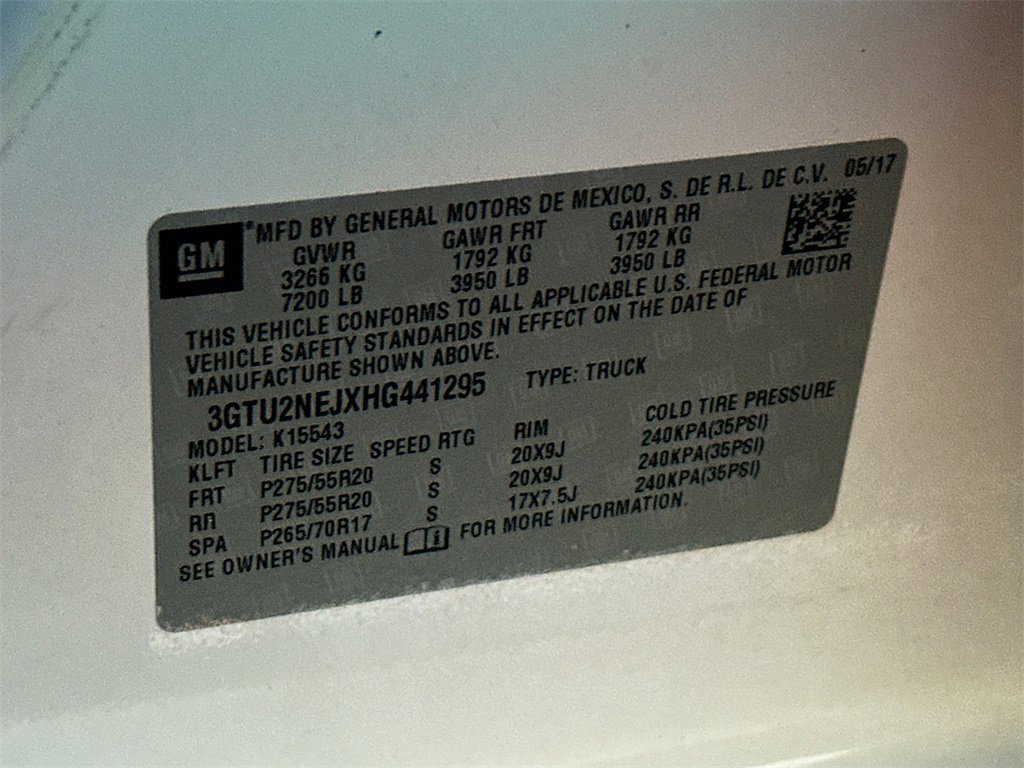 GM
*MFD BY GENERAL MOTORS DE MEXICO, S. DE R.L. DE C.V. 05/17
GVWR GAWR FRT GAWR RR
3266 KG 1792 KG 1792 KG
7200 LB 3950 LB 3950 LB
THIS VEHICLE CONFORMS TO ALL APPLICABLE U.S. FEDERAL MOTOR
VEHICLE SAFETY STANDARDS IN EFFECT ON THE DATE OF
MANUFACTURE SHOWN ABOVE.
3GTU2NEJXHG441295 TYPE: TRUCK
MODEL: K15543
KLFT TIRE SIZE SPEED RTG RIM COLD TIRE PRESSURE
FRT P275/55R20 S 20X9J 240KPA(35PSI)
RR P275/55R20 S 20X9J 240KPA(35PSI)
SPA P265/70R17 S 17X7.5J 240KPA(35PSI)
SEE OWNER'S MANUAL FOR MORE INFORMATION.